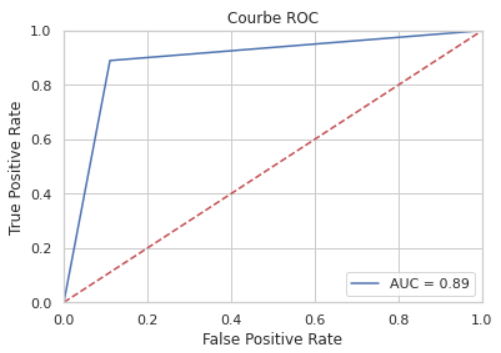 Courbe ROC
1.0
0.8
0.6
0.4
0.2
0.0
True Positive Rate
AUC = 0.89
0.0 0.2 0.4 0.6 0.8 1.0
False Positive Rate